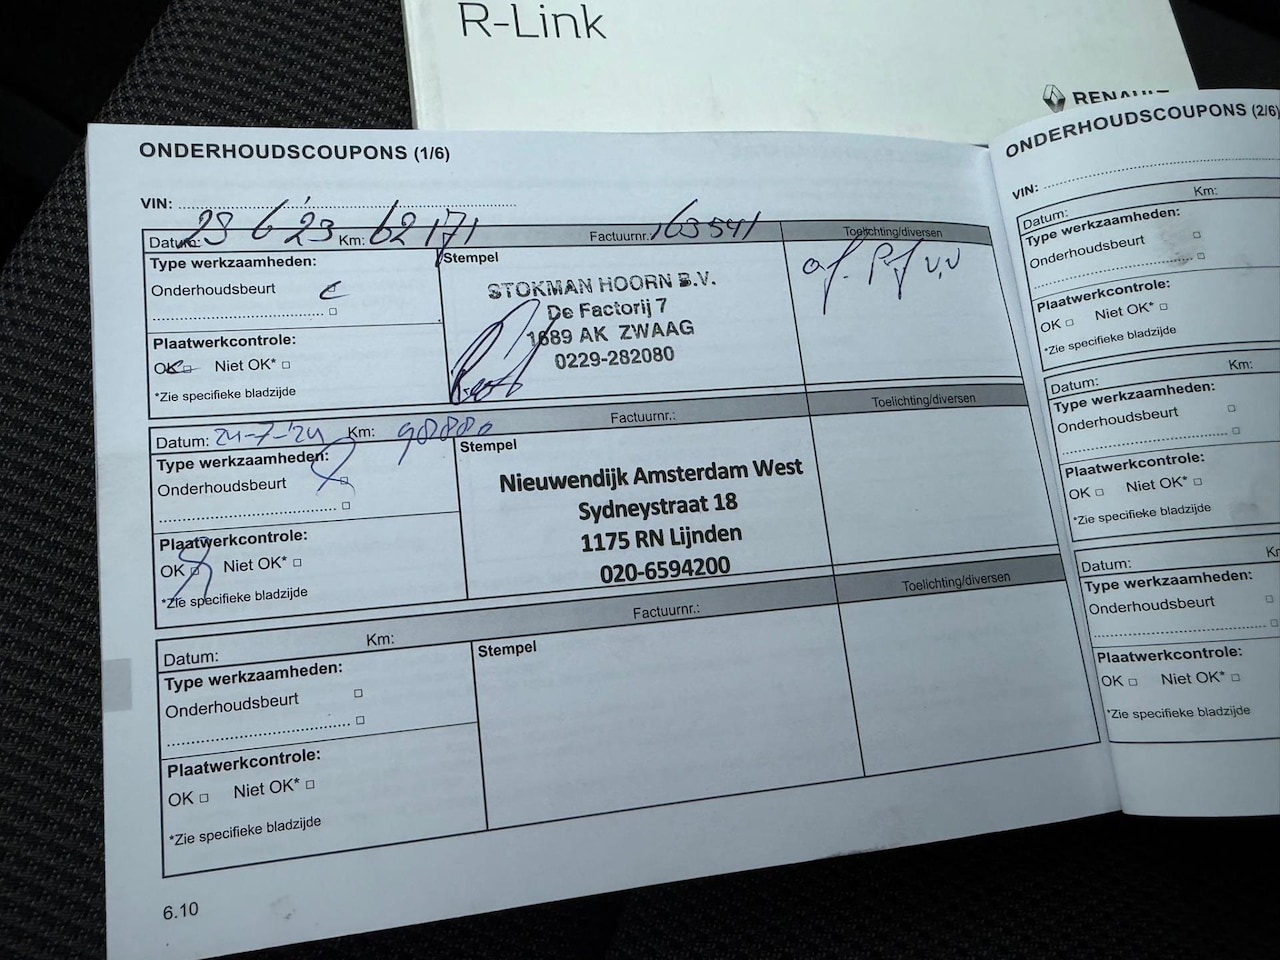 R-Link
RENAULT
ONDERHOUDSCOUPONS (1/6)
VIN:
Datum: 29 6 '23 Km: 62171 Factuurnr. 163541 Toelichting/diversen
Type werkzaamheden:
Onderhoudsbeurt
Stempel
STOKMAN HOORN B.V.
De Factorij 7
1689 AK ZWAAG
0229-282080
Plaatwerkcontrole:
OK Niet OK*
*Zie specifieke bladzijde
Datum: 24-7-'24 Km: Factuurnr.: Toelichting/diversen
Type werkzaamheden:
Onderhoudsbeurt
Stempel
Nieuwendijk Amsterdam West
Sydneystraat 18
1175 RN Lijnden
020-6594200
Plaatwerkcontrole:
OK Niet OK*
*Zie specifieke bladzijde
Datum: Km: Factuurnr.: Toelichting/diversen
Type werkzaamheden:
Onderhoudsbeurt
Stempel
Plaatwerkcontrole:
OK Niet OK*
*Zie specifieke bladzijde
6.10
ONDERHOUDSCOUPONS (2/6)
VIN:
Datum: Km:
Type werkzaamheden:
Onderhoudsbeurt
Plaatwerkcontrole:
OK Niet OK*
*Zie specifieke bladzijde
Datum: Km:
Type werkzaamheden:
Onderhoudsbeurt
Plaatwerkcontrole:
OK Niet OK*
*Zie specifieke bladzijde
Datum:
Type werkzaamheden:
Onderhoudsbeurt
Plaatwerkcontrole:
OK Niet OK*
*Zie specifieke bladzijde